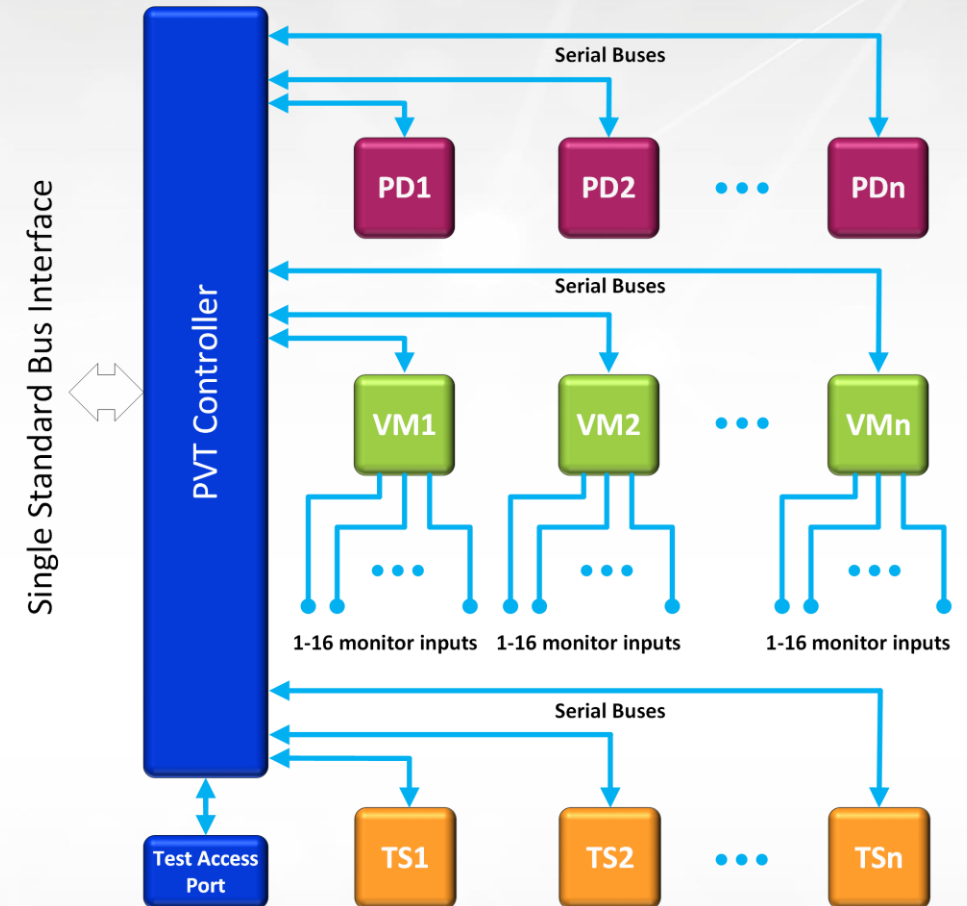 Single Standard Bus Interface
PVT Controller
Serial Buses
PD1
PD2
PDn
Serial Buses
VM1
VM2
VMn
1-16 monitor inputs
1-16 monitor inputs
1-16 monitor inputs
Serial Buses
Test Access
Port
TS1
TS2
TSn